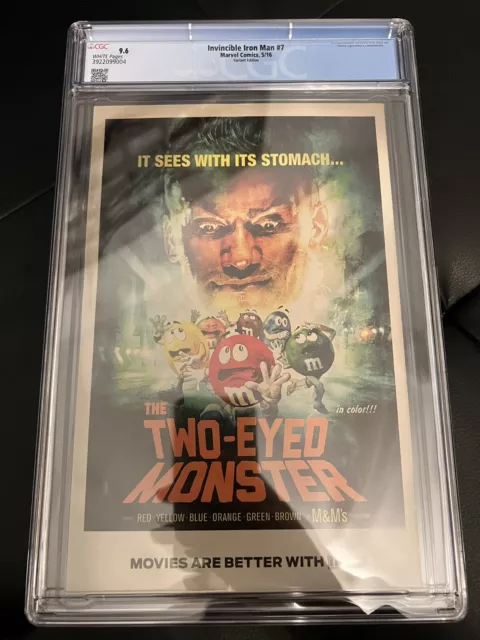 CGC
9.6
Invincible Iron Man #7
WHITE Pages
Marvel Comics, 5/16
3922099004
Variant Edition
IT SEES WITH ITS STOMACH...
m
m
THE
in color!!!
TWO-EYED
MONSTER
RED · YELLOW · BLUE · ORANGE · GREEN · BROWN
M&M's
MOVIES ARE BETTER WITH